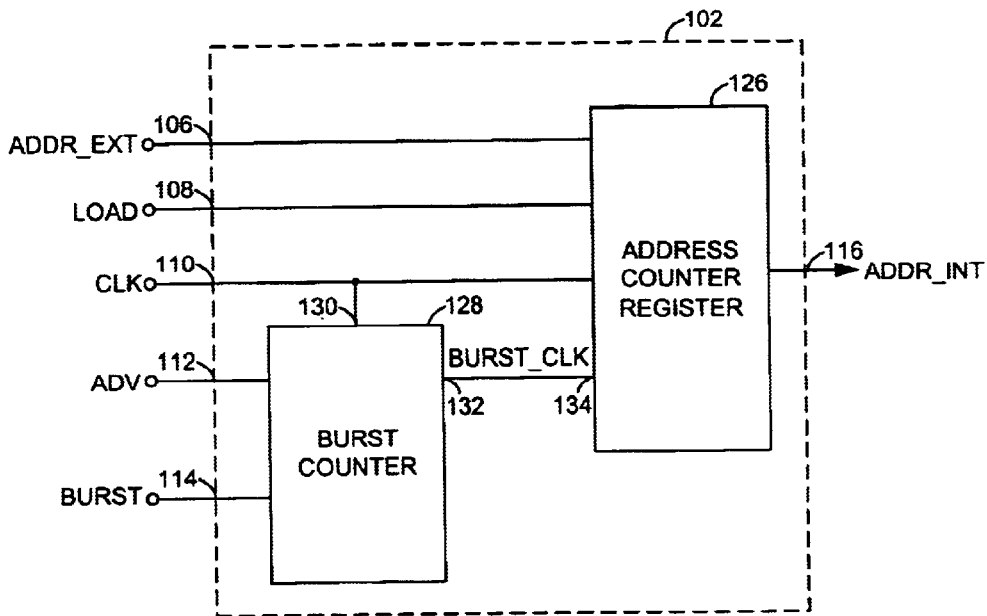 102
126
ADDR_EXT
106
LOAD
108
CLK
110
130
128
ADDRESS
COUNTER
REGISTER
116
ADDR_INT
ADV
112
BURST_CLK
132
134
BURST
COUNTER
BURST
114